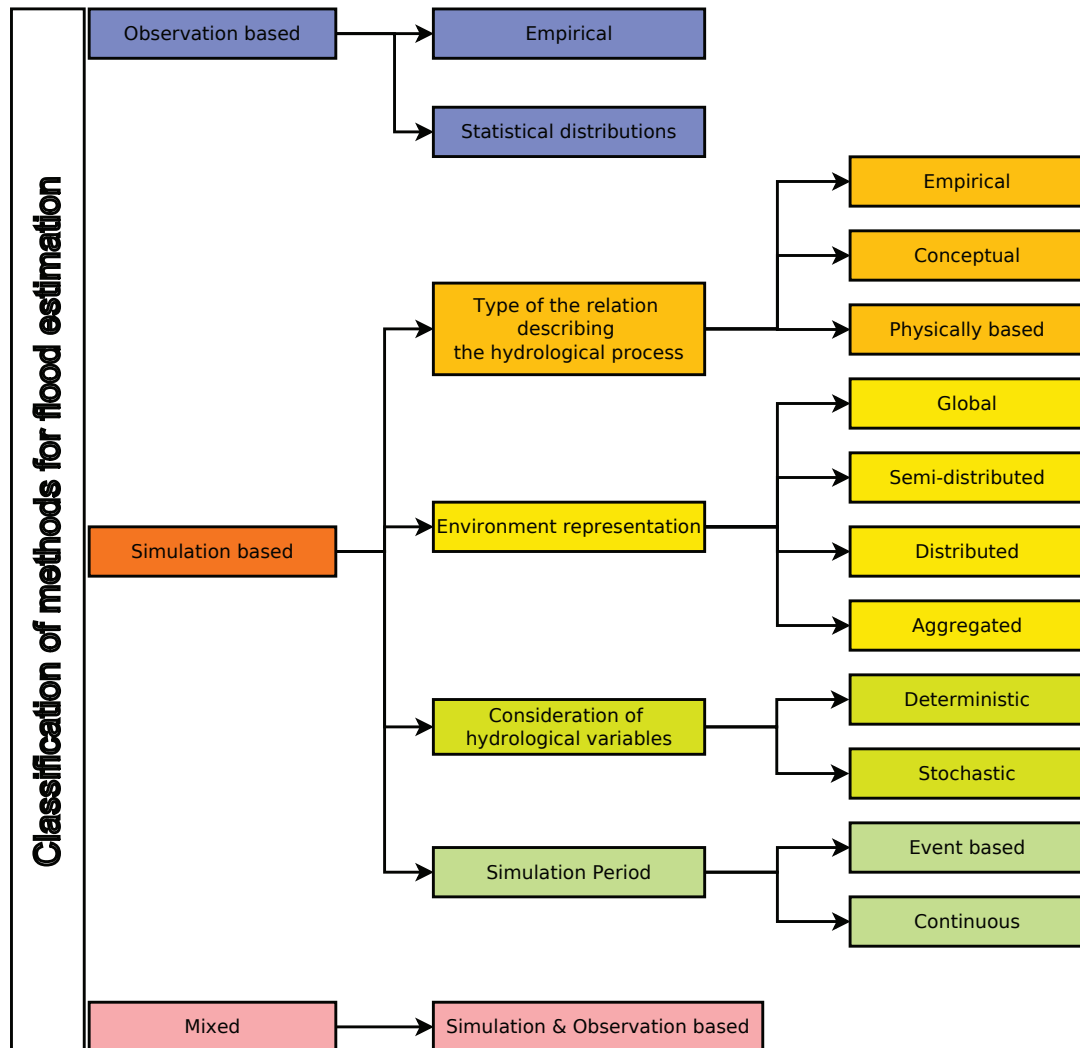 Classification of methods for flood estimation
Observation based
Empirical
Statistical distributions
Simulation based
Type of the relation
describing
the hydrological process
Empirical
Conceptual
Physically based
Environment representation
Global
Semi-distributed
Distributed
Aggregated
Consideration of
hydrological variables
Deterministic
Stochastic
Simulation Period
Event based
Continuous
Mixed
Simulation & Observation based